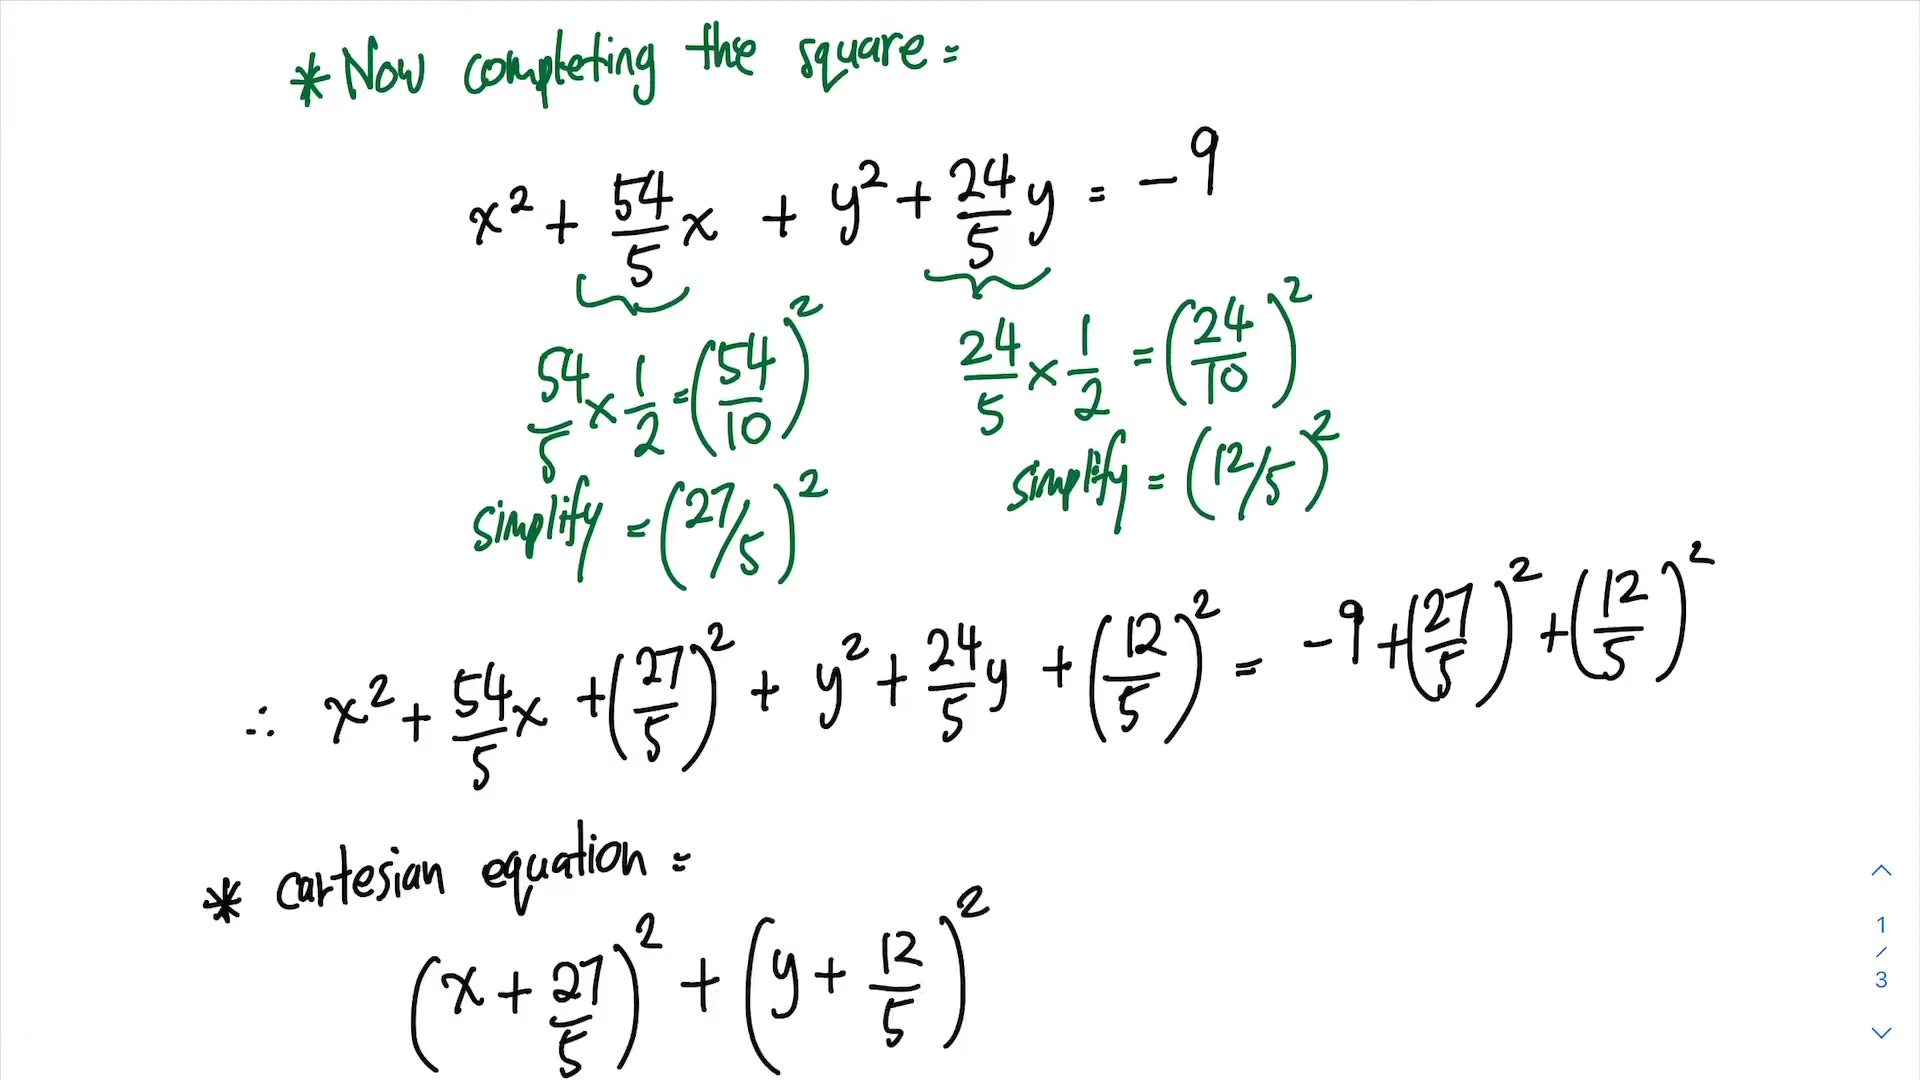 * Now completing the square =
x² + 54/5 x + y² + 24/5 y = -9
54/5 × 1/2 = (54/10)²
24/5 × 1/2 = (24/10)²
simplify = (27/5)²
simplify = (12/5)²
∴ x² + 54/5 x + (27/5)² + y² + 24/5 y + (12/5)² = -9 + (27/5)² + (12/5)²
* cartesian equation =
(x + 27/5)² + (y + 12/5)²
1
/
3